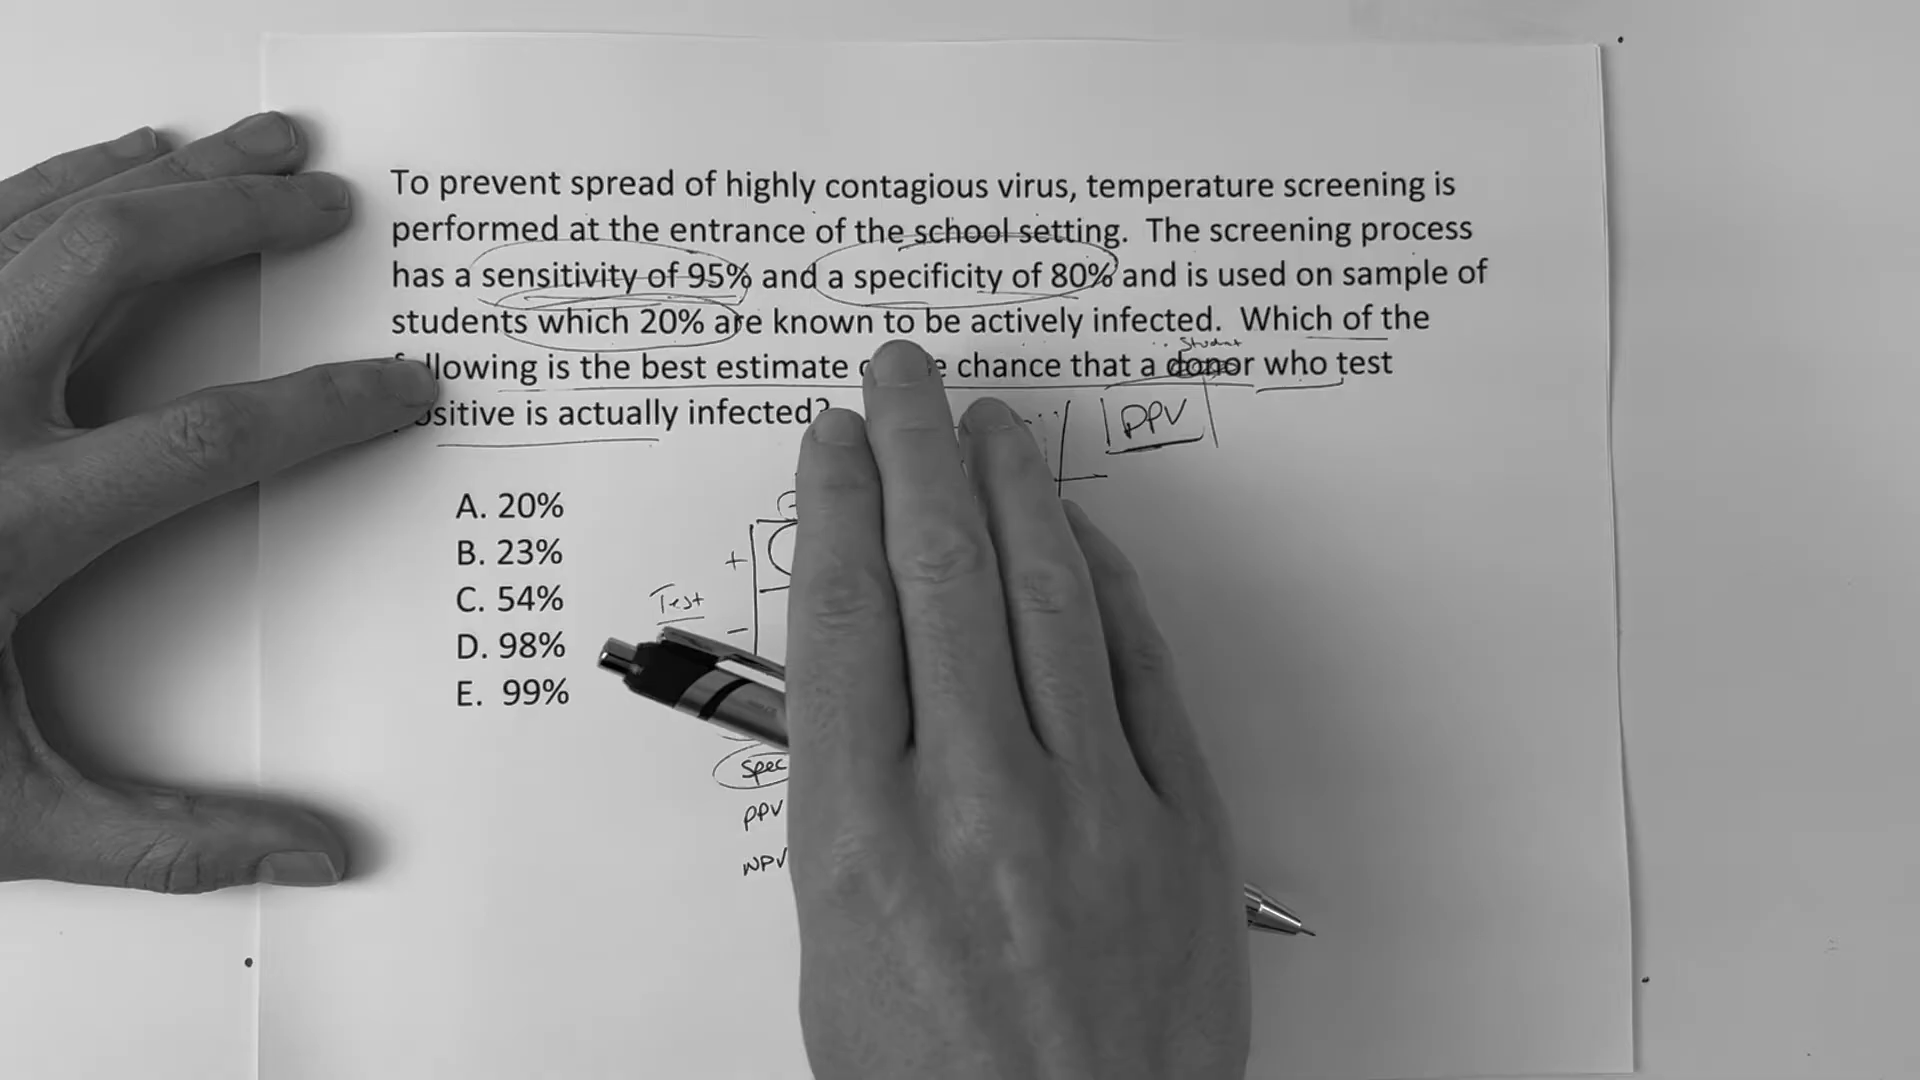 To prevent spread of highly contagious virus, temperature screening is
performed at the entrance of the school setting. The screening process
has a sensitivity of 95% and a specificity of 80% and is used on sample of
students which 20% are known to be actively infected. Which of the
Student
llowing is the best estimate chance that a donor who test
sitive is actually infected?
PPV
A. 20%
B. 23%
C. 54%
D. 98%
E. 99%
+
Test
-
Spec
PPV
NPV